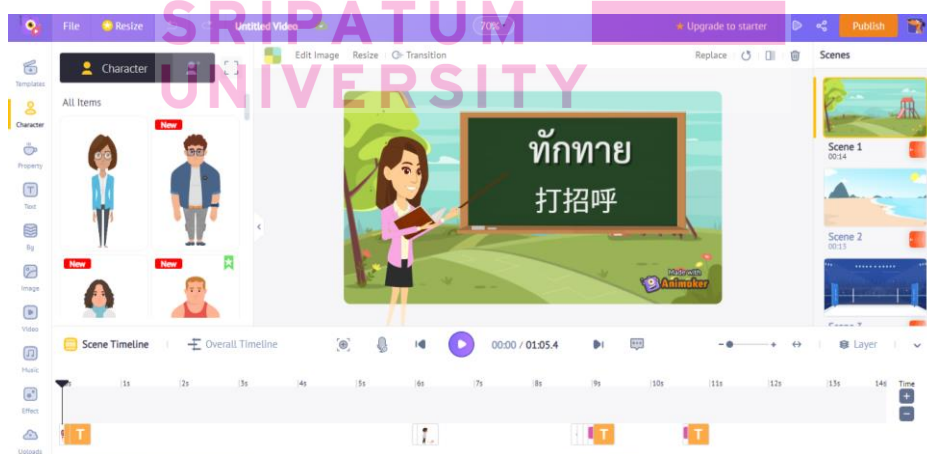 SRIPATUM
UNIVERSITY
File
Resize
Untitled Video
70%
Upgrade to starter
Publish
Templates
Character
Property
Text
Bg
Image
Video
Music
Effect
Uploads
Character
All Items
New
New
New
Edit Image Resize Transition
Replace
ทักทาย
打招呼
Made with
Animaker
Scenes
Scene 1
00:14
Scene 2
00:13
Scene Timeline
Overall Timeline
00:00 / 01:05.4
Layer
1s 2s 3s 4s 5s 6s 7s 8s 9s 10s 11s 12s 13s 14s
Time
T T T